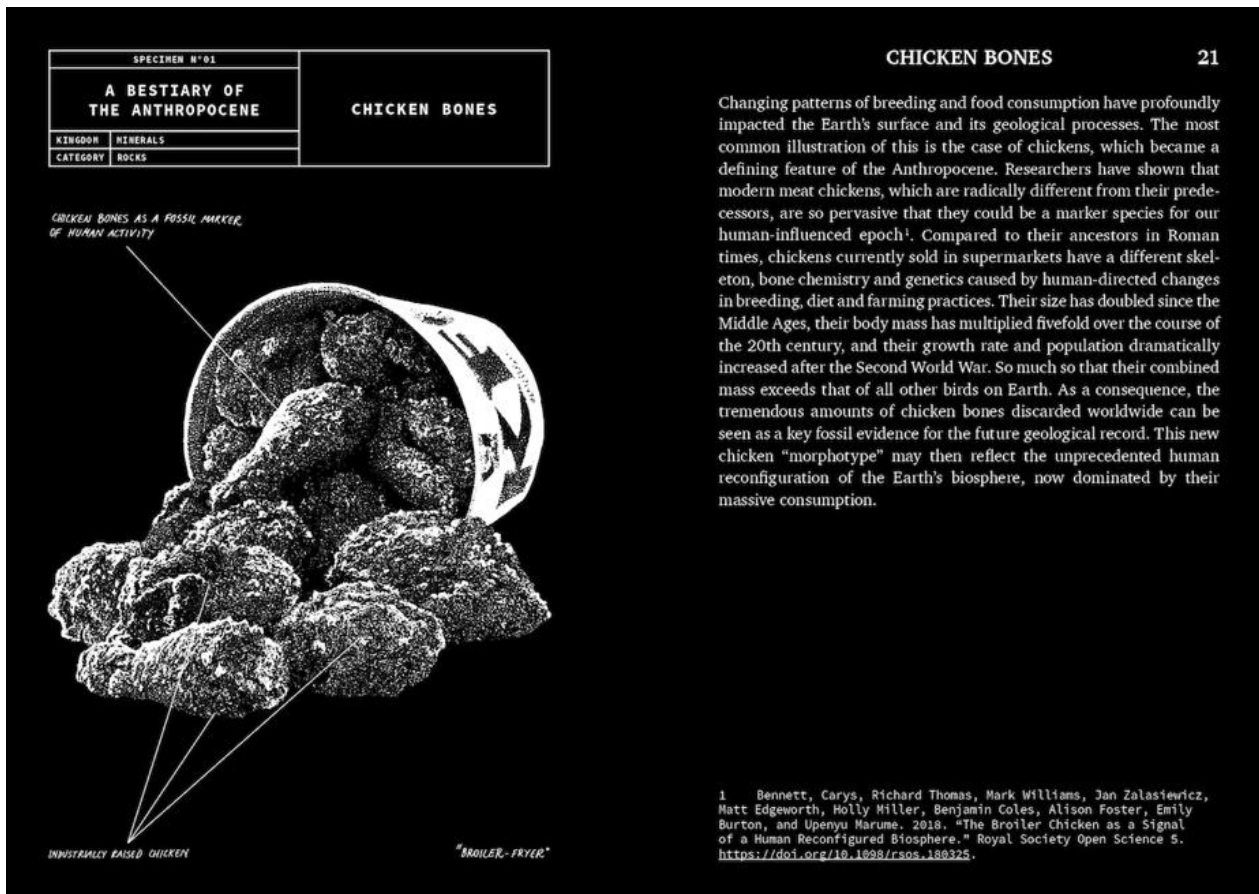 SPECIMEN N°01
A BESTIARY OF
THE ANTHROPOCENE
KINGDOM MINERALS
CATEGORY ROCKS
CHICKEN BONES
CHICKEN BONES AS A FOSSIL MARKER
OF HUMAN ACTIVITY
INDUSTRIALLY RAISED CHICKEN
"BROILER-FRYER"
CHICKEN BONES 21
Changing patterns of breeding and food consumption have profoundly
impacted the Earth's surface and its geological processes. The most
common illustration of this is the case of chickens, which became a
defining feature of the Anthropocene. Researchers have shown that
modern meat chickens, which are radically different from their prede-
cessors, are so pervasive that they could be a marker species for our
human-influenced epoch¹. Compared to their ancestors in Roman
times, chickens currently sold in supermarkets have a different skel-
eton, bone chemistry and genetics caused by human-directed changes
in breeding, diet and farming practices. Their size has doubled since the
Middle Ages, their body mass has multiplied fivefold over the course of
the 20th century, and their growth rate and population dramatically
increased after the Second World War. So much so that their combined
mass exceeds that of all other birds on Earth. As a consequence, the
tremendous amounts of chicken bones discarded worldwide can be
seen as a key fossil evidence for the future geological record. This new
chicken “morphotype” may then reflect the unprecedented human
reconfiguration of the Earth's biosphere, now dominated by their
massive consumption.
1 Bennett, Carys, Richard Thomas, Mark Williams, Jan Zalasiewicz,
Matt Edgeworth, Holly Miller, Benjamin Coles, Alison Foster, Emily
Burton, and Upenyu Marume. 2018. “The Broiler Chicken as a Signal
of a Human Reconfigured Biosphere.” Royal Society Open Science 5.
https://doi.org/10.1098/rsos.180325.